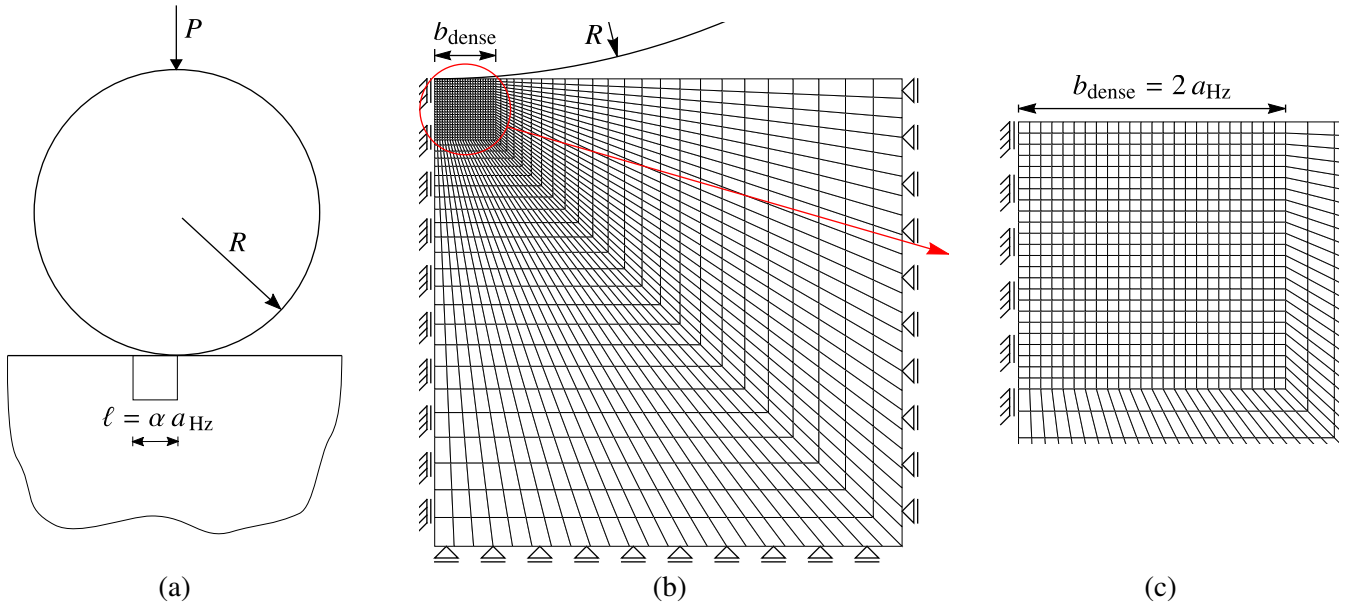 P
R
ℓ = α a_Hz
(a)
b_dense
R
(b)
b_dense = 2 a_Hz
(c)